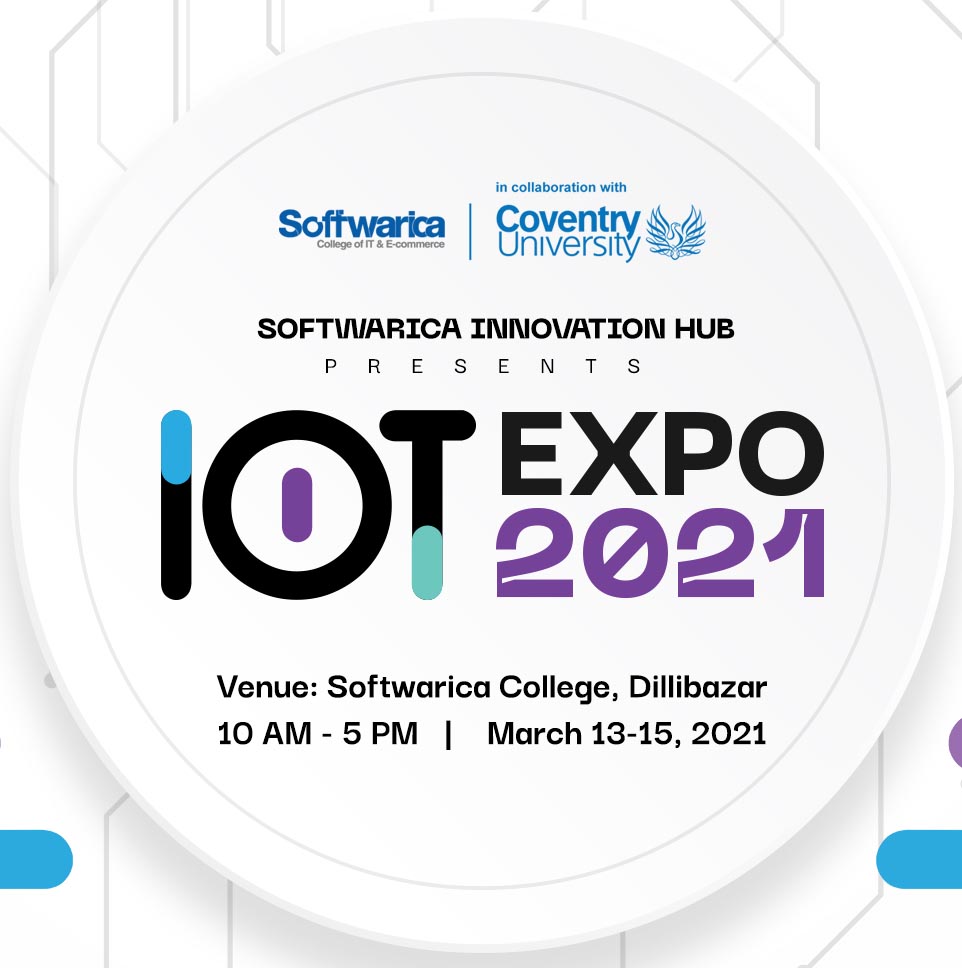 in collaboration with
Softwarica
College of IT & E-commerce
Coventry
University
SOFTWARICA INNOVATION HUB
PRESENTS
IOT EXPO
2021
Venue: Softwarica College, Dillibazar
10 AM - 5 PM | March 13-15, 2021